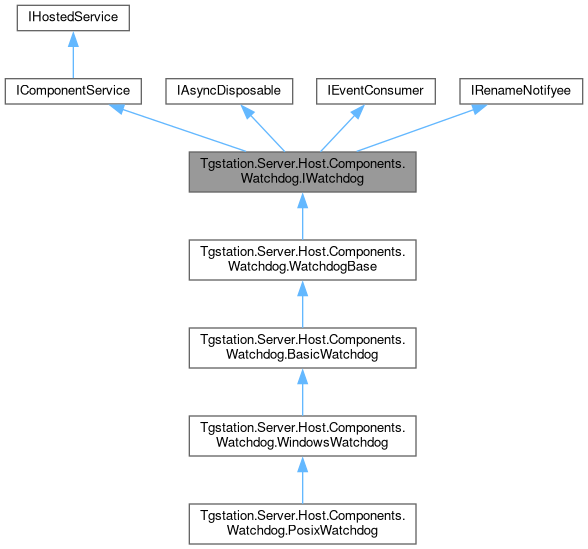 IHostedService
IComponentService
IAsyncDisposable
IEventConsumer
IRenameNotifyee
Tgstation.Server.Host.Components.
Watchdog.IWatchdog
Tgstation.Server.Host.Components.
Watchdog.WatchdogBase
Tgstation.Server.Host.Components.
Watchdog.BasicWatchdog
Tgstation.Server.Host.Components.
Watchdog.WindowsWatchdog
Tgstation.Server.Host.Components.
Watchdog.PosixWatchdog